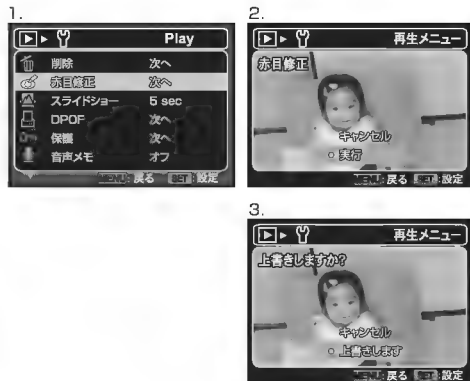 1.
Play
削除 次へ
赤目修正 次へ
スライドショー 5 sec
DPOF 次へ
保護 次へ
音声メモ オフ
MENU:戻る SET:設定
2.
再生メニュー
赤目修正
キャンセル
実行
MENU:戻る SET:設定
3.
再生メニュー
上書きしますか?
キャンセル
上書きします
MENU:戻る SET:設定